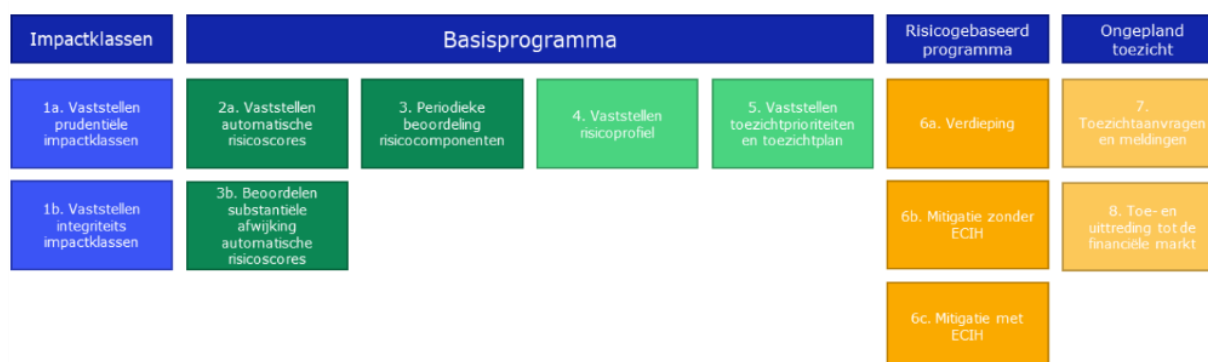 Impactklassen
Basisprogramma
Risicogebaseerd
programma
Ongepland
toezicht
1a. Vaststellen
prudentiële
impactklassen
2a. Vaststellen
automatische
risicoscores
3. Periodieke
beoordeling
risicocomponenten
4. Vaststellen
risicoprofiel
5. Vaststellen
toezichtprioriteiten
en toezichtplan
6a. Verdieping
7.
Toezichtaanvragen
en meldingen
1b. Vaststellen
integriteits
impactklassen
3b. Beoordelen
substantiële
afwijking
automatische
risicoscores
6b. Mitigatie zonder
ECIH
8. Toe- en
uittreding tot de
financiële markt
6c. Mitigatie met
ECIH